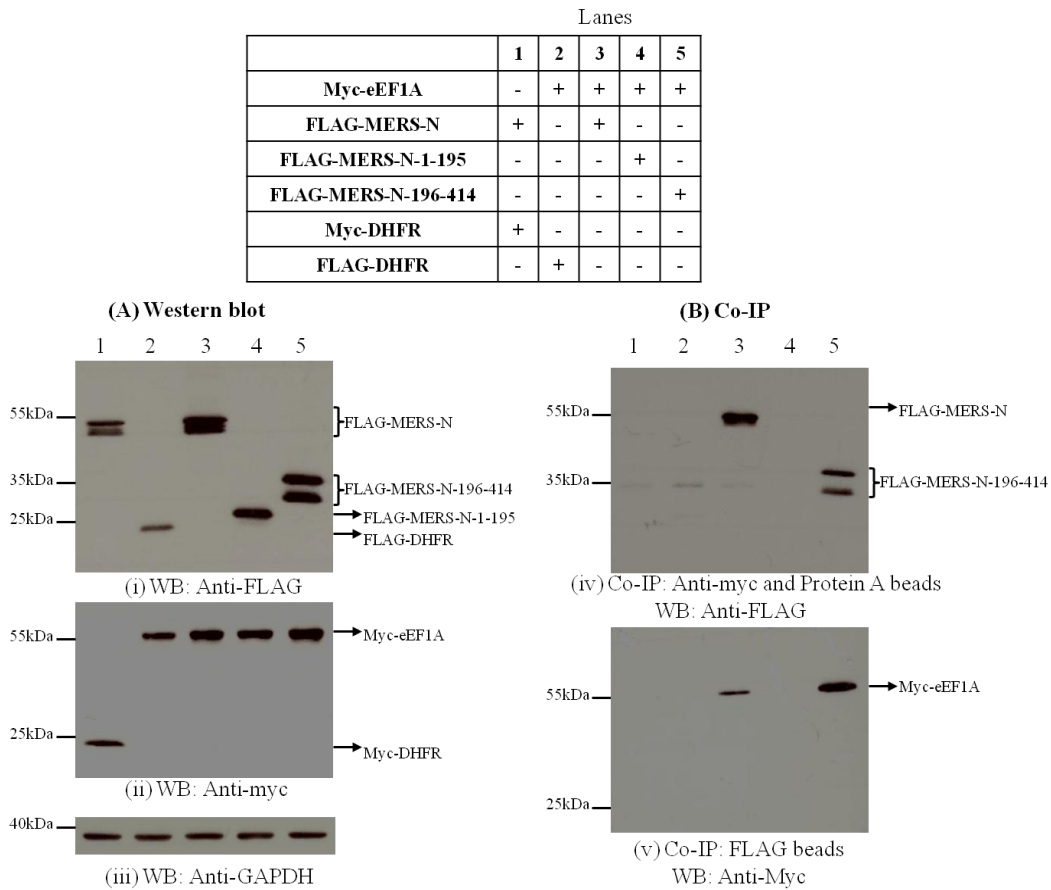 Lanes
1 2 3 4 5
Myc-eEF1A - + + + +
FLAG-MERS-N + - + - -
FLAG-MERS-N-1-195 - - - + -
FLAG-MERS-N-196-414 - - - - +
Myc-DHFR + - - - -
FLAG-DHFR - + - - -
(A) Western blot
1 2 3 4 5
55kDa
35kDa
25kDa
FLAG-MERS-N
FLAG-MERS-N-196-414
FLAG-MERS-N-1-195
FLAG-DHFR
(i) WB: Anti-FLAG
55kDa
25kDa
Myc-eEF1A
Myc-DHFR
(ii) WB: Anti-myc
40kDa
(iii) WB: Anti-GAPDH
(B) Co-IP
1 2 3 4 5
55kDa
35kDa
FLAG-MERS-N
FLAG-MERS-N-196-414
(iv) Co-IP: Anti-myc and Protein A beads
WB: Anti-FLAG
55kDa
25kDa
Myc-eEF1A
(v) Co-IP: FLAG beads
WB: Anti-Myc